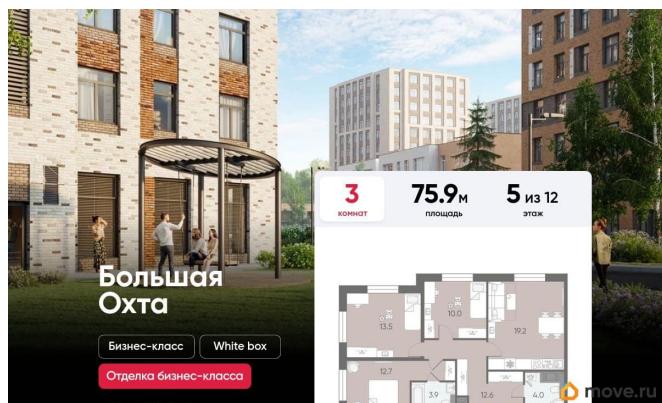 3
комнат
75.9м
площадь
5 из 12
этаж
Большая
Охта
Бизнес-класс
White box
Отделка бизнес-класса
13.5
10.0
19.2
12.7
3.9
12.6
4.0
move.ru